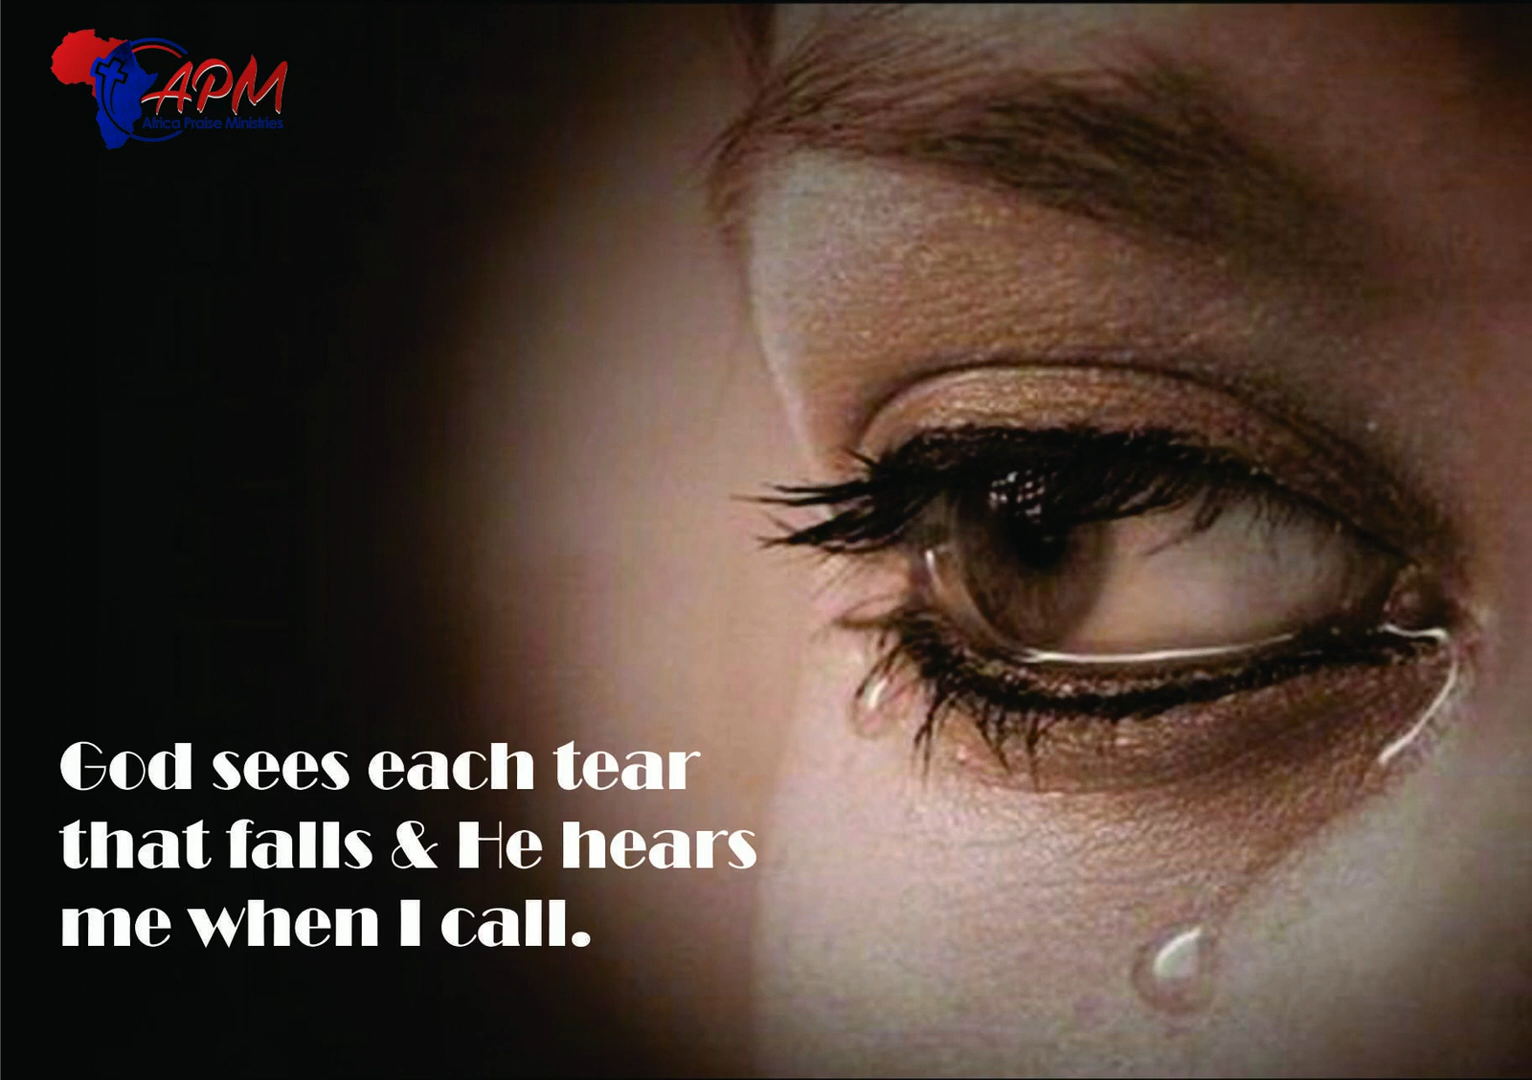 APM
Africa Praise Ministries
God sees each tear
that falls & He hears
me when I call.